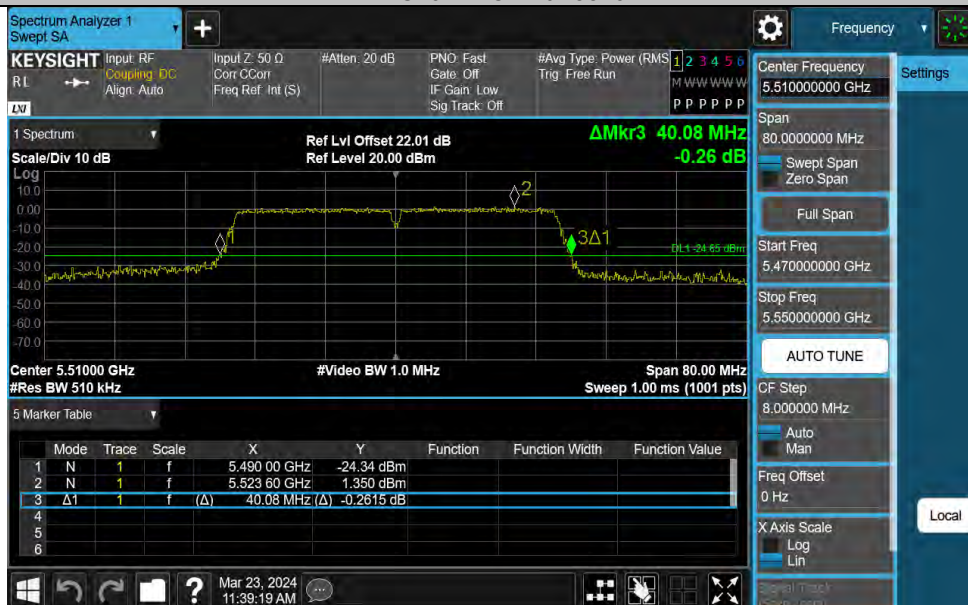 Spectrum Analyzer 1
Swept SA
+
Frequency
KEYSIGHT
RL
LXI
Input: RF
Coupling: DC
Align: Auto
Input Z: 50 Ω
Corr CCorr
Freq Ref: Int (S)
#Atten: 20 dB
PNO: Fast
Gate: Off
IF Gain: Low
Sig Track: Off
#Avg Type: Power (RMS
Trig: Free Run
1 2 3 4 5 6
M W W W W W
P P P P P P
1 Spectrum
Scale/Div 10 dB
Ref Lvl Offset 22.01 dB
Ref Level 20.00 dBm
ΔMkr3 40.08 MHz
-0.26 dB
Log
10.0
0.00
-10.0
-20.0
-30.0
-40.0
-50.0
-60.0
-70.0
2
3Δ1
DL1 -24.65 dBm
Center 5.51000 GHz
#Res BW 510 kHz
#Video BW 1.0 MHz
Span 80.00 MHz
Sweep 1.00 ms (1001 pts)
5 Marker Table
Mode Trace Scale X Y Function Function Width Function Value
1 N 1 f 5.490 00 GHz -24.34 dBm
2 N 1 f 5.523 60 GHz 1.350 dBm
3 Δ1 1 f (Δ) 40.08 MHz (Δ) -0.2615 dB
4
5
6
?
Mar 23, 2024
11:39:19 AM
Center Frequency
5.510000000 GHz
Span
80.0000000 MHz
Swept Span
Zero Span
Full Span
Start Freq
5.470000000 GHz
Stop Freq
5.550000000 GHz
AUTO TUNE
CF Step
8.000000 MHz
Auto
Man
Freq Offset
0 Hz
X Axis Scale
Log
Lin
Signal Track
Settings
Local